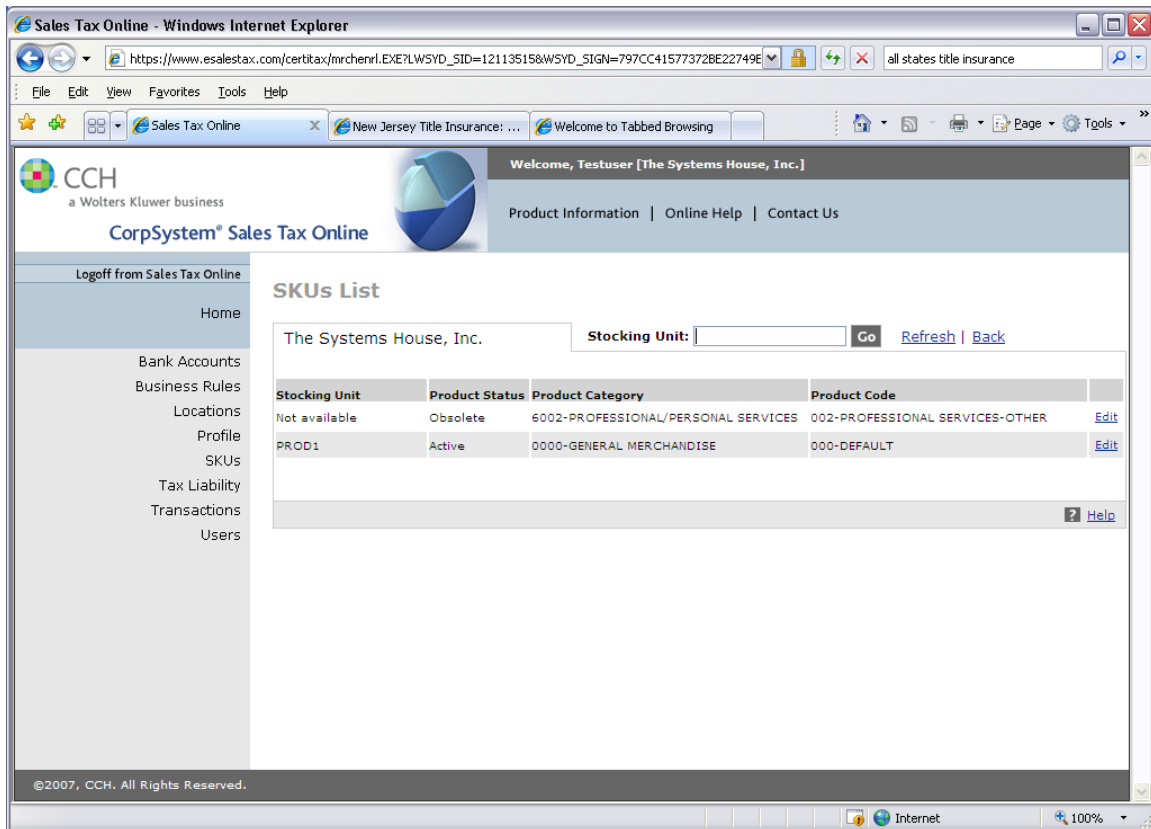 Sales Tax Online - Windows Internet Explorer
https://www.esalestax.com/certitax/mrchenrl.EXE?LWSYD_SID=12113515&WSYD_SIGN=797CC41577372BE22749E
all states title insurance
File Edit View Favorites Tools Help
Sales Tax Online
New Jersey Title Insurance: ...
Welcome to Tabbed Browsing
Page Tools »
CCH
a Wolters Kluwer business
CorpSystem® Sales Tax Online
Welcome, Testuser [The Systems House, Inc.]
Product Information | Online Help | Contact Us
Logoff from Sales Tax Online
Home
Bank Accounts
Business Rules
Locations
Profile
SKUs
Tax Liability
Transactions
Users
SKUs List
The Systems House, Inc.
Stocking Unit: Go Refresh | Back
Stocking Unit Product Status Product Category Product Code
Not available Obsolete 6002-PROFESSIONAL/PERSONAL SERVICES 002-PROFESSIONAL SERVICES-OTHER Edit
PROD1 Active 0000-GENERAL MERCHANDISE 000-DEFAULT Edit
? Help
©2007, CCH. All Rights Reserved.
Internet 100%